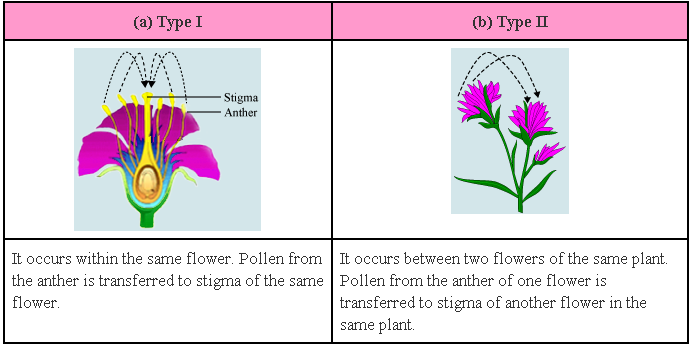 (a) Type I
(b) Type II
Stigma
Anther
It occurs within the same flower. Pollen from
the anther is transferred to stigma of the same
flower.
It occurs between two flowers of the same plant.
Pollen from the anther of one flower is
transferred to stigma of another flower in the
same plant.